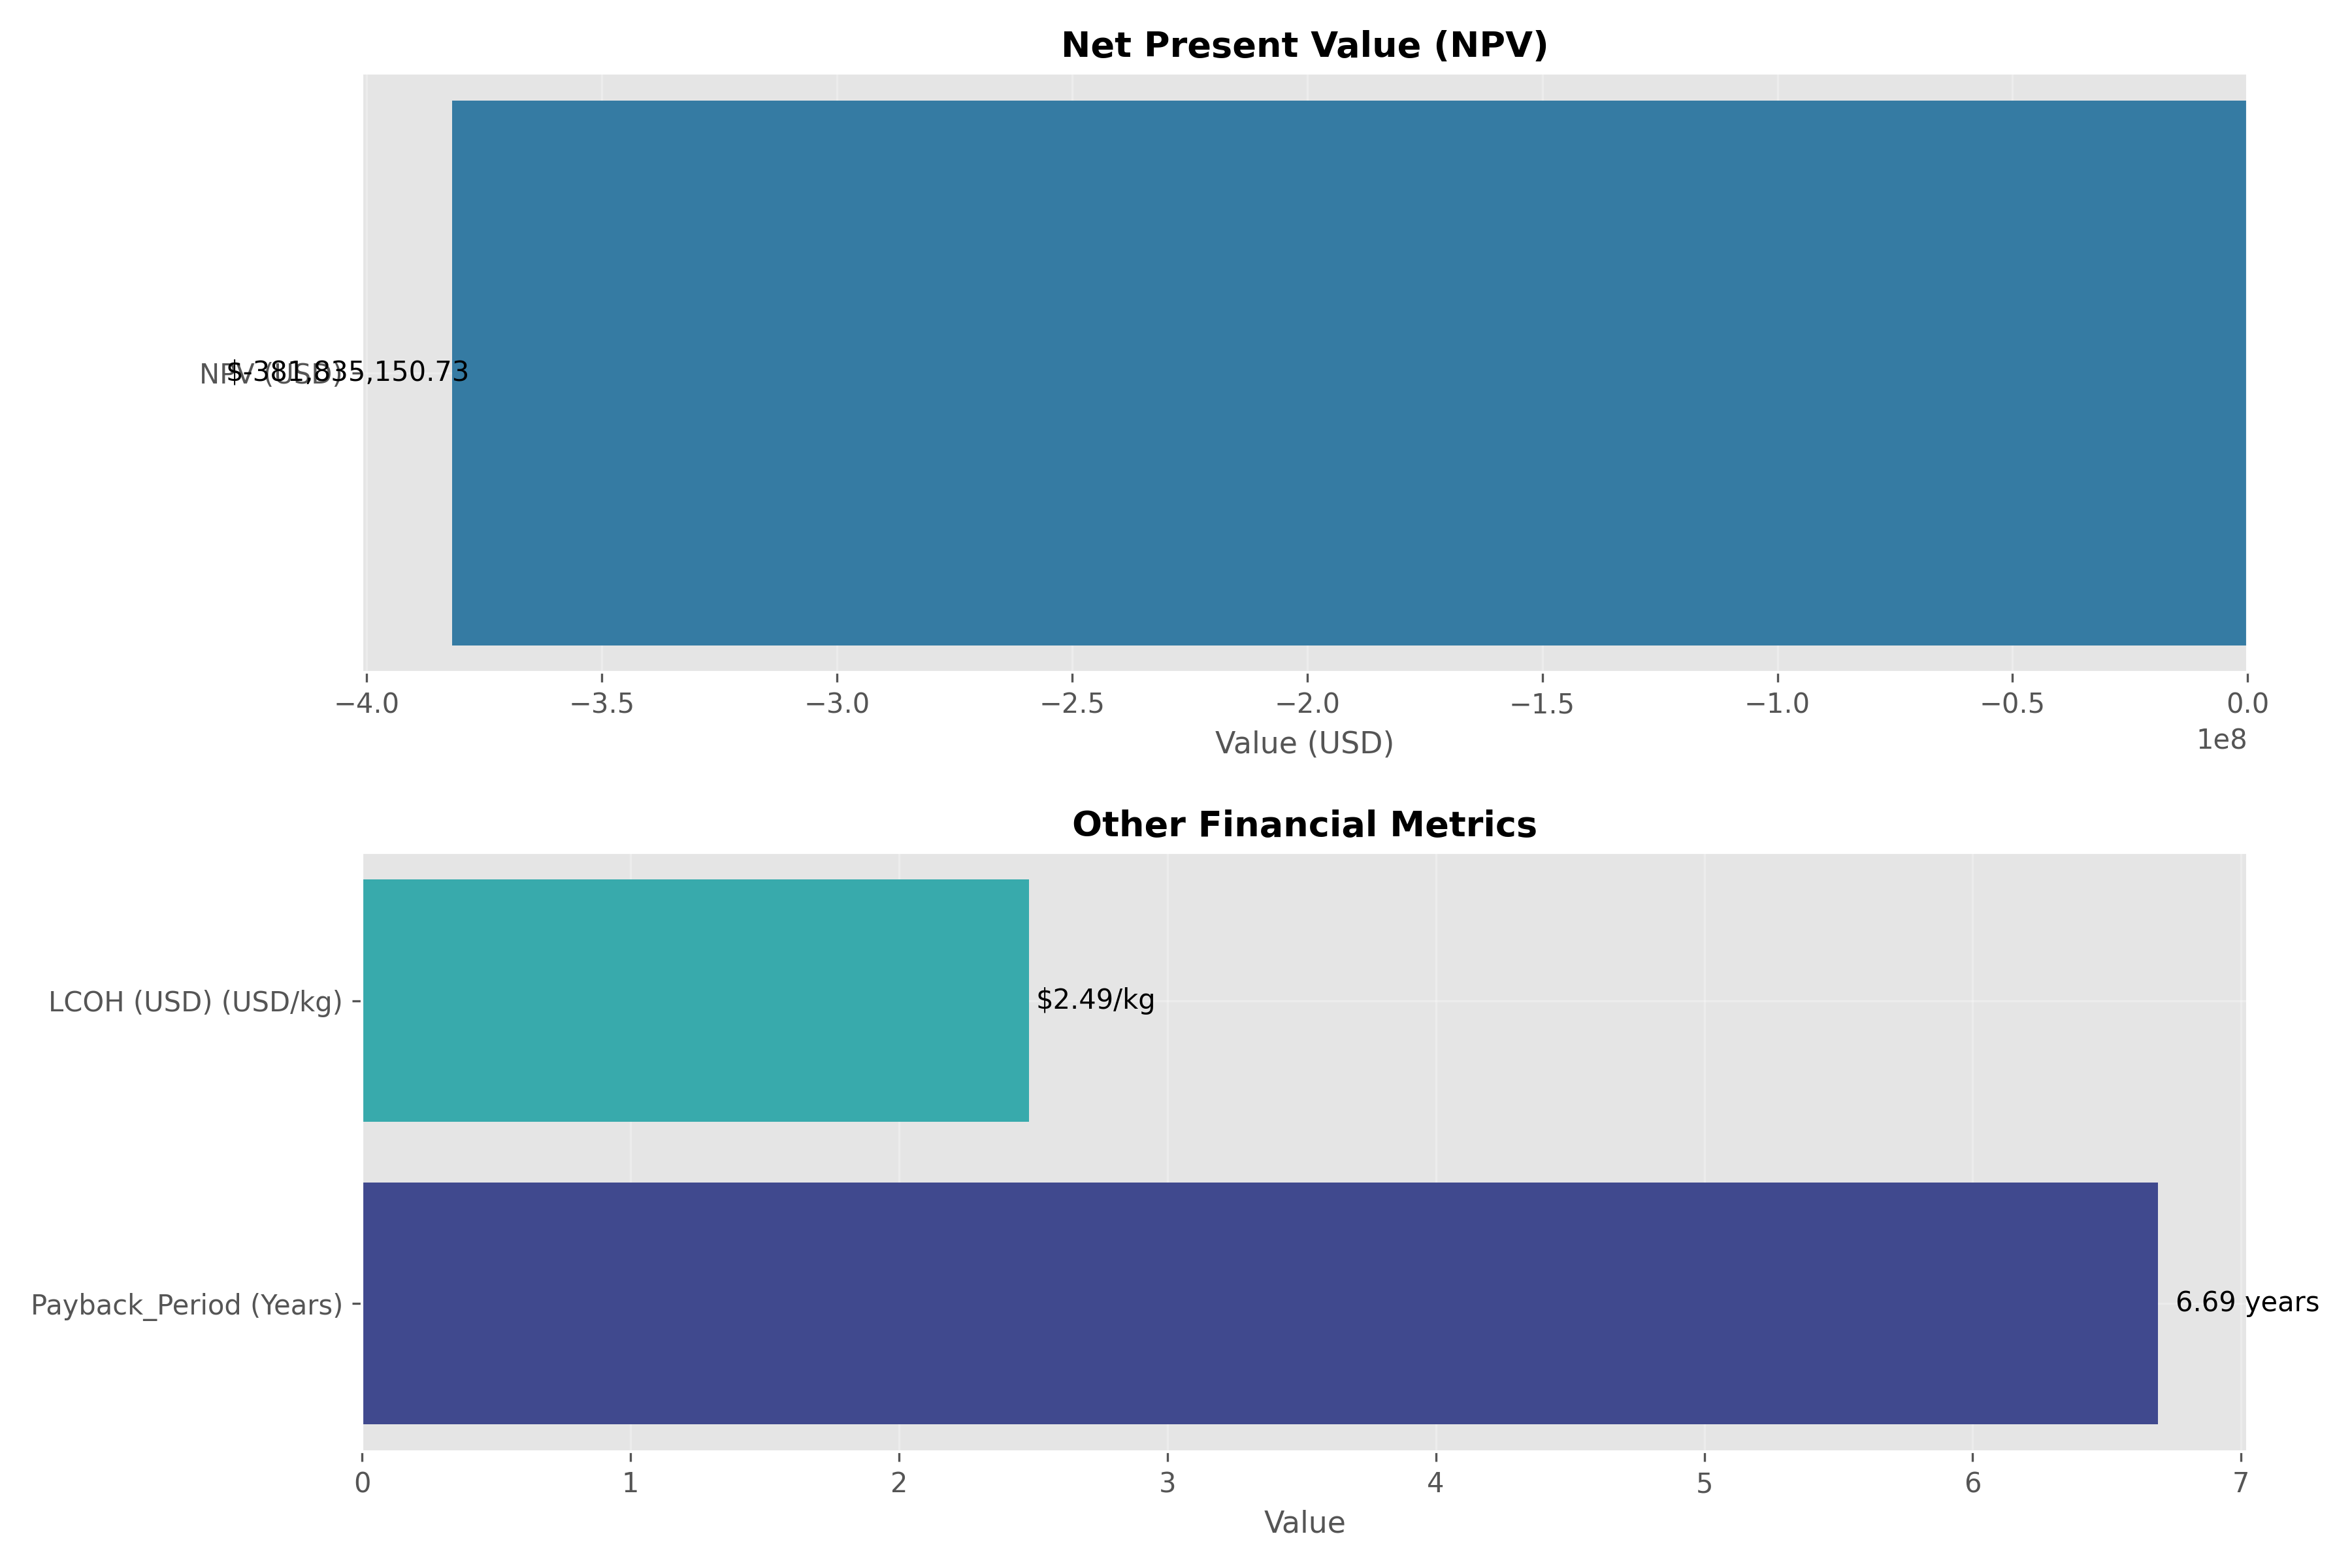 Net Present Value (NPV)
NPV (USD)
$-381,835,150.73
−4.0 −3.5 −3.0 −2.5 −2.0 −1.5 −1.0 −0.5 0.0
Value (USD)
1e8
Other Financial Metrics
LCOH (USD) (USD/kg)
$2.49/kg
Payback_Period (Years)
6.69 years
0 1 2 3 4 5 6 7
Value